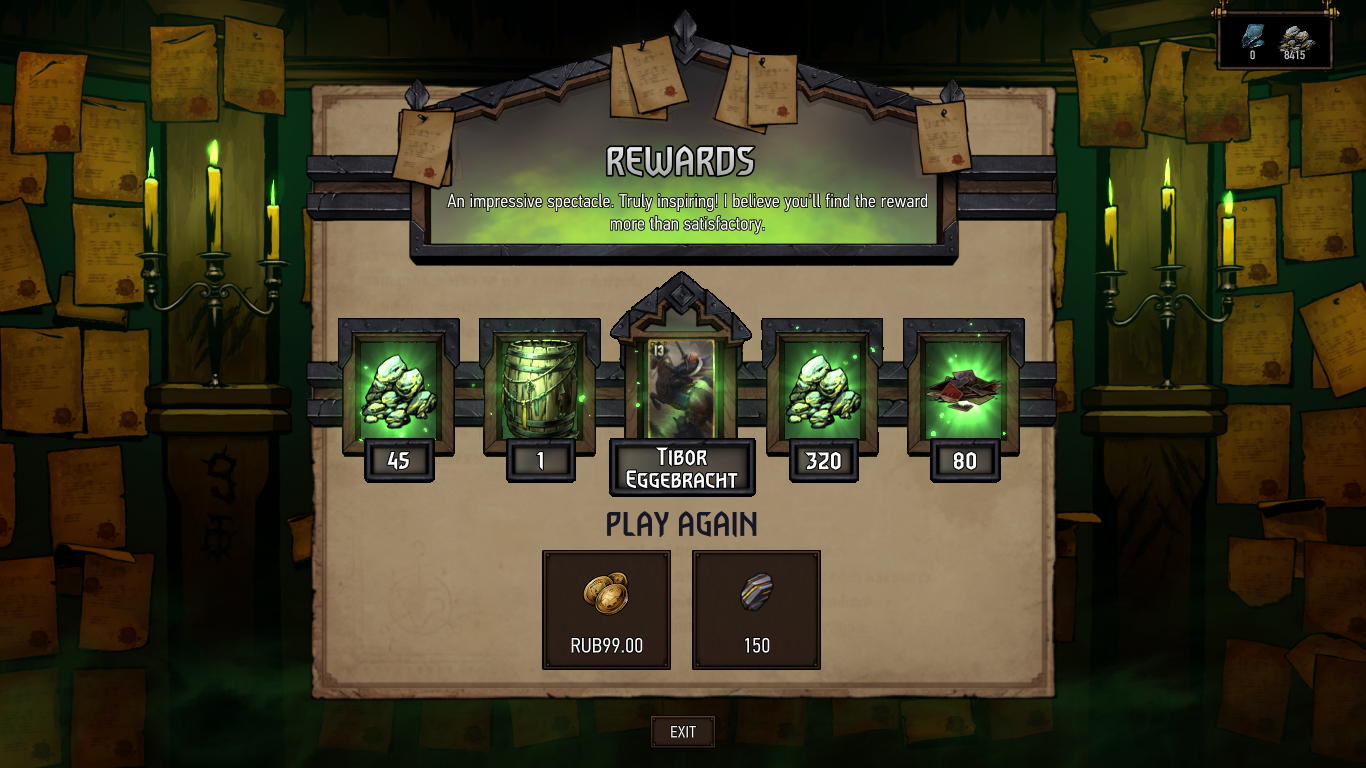 0 8415
REWARDS
An impressive spectacle. Truly inspiring! I believe you'll find the reward
more than satisfactory.
13
45
1
TIBOR
EGGEBRACHT
320
80
PLAY AGAIN
RUB99.00
150
EXIT